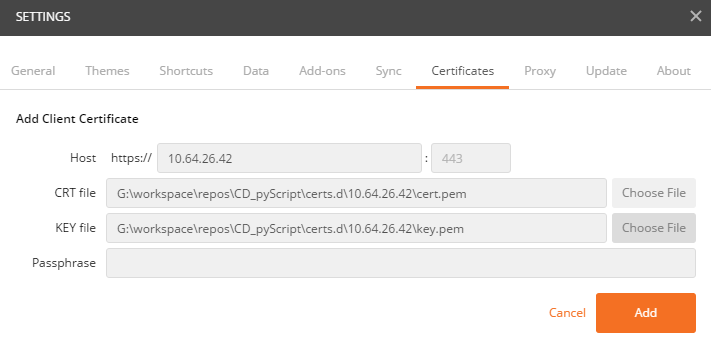 SETTINGS
General Themes Shortcuts Data Add-ons Sync Certificates Proxy Update About
Add Client Certificate
Host https:// 10.64.26.42 : 443
CRT file G:\workspace\repos\CD_pyScript\certs.d\10.64.26.42\cert.pem Choose File
KEY file G:\workspace\repos\CD_pyScript\certs.d\10.64.26.42\key.pem Choose File
Passphrase
Cancel Add